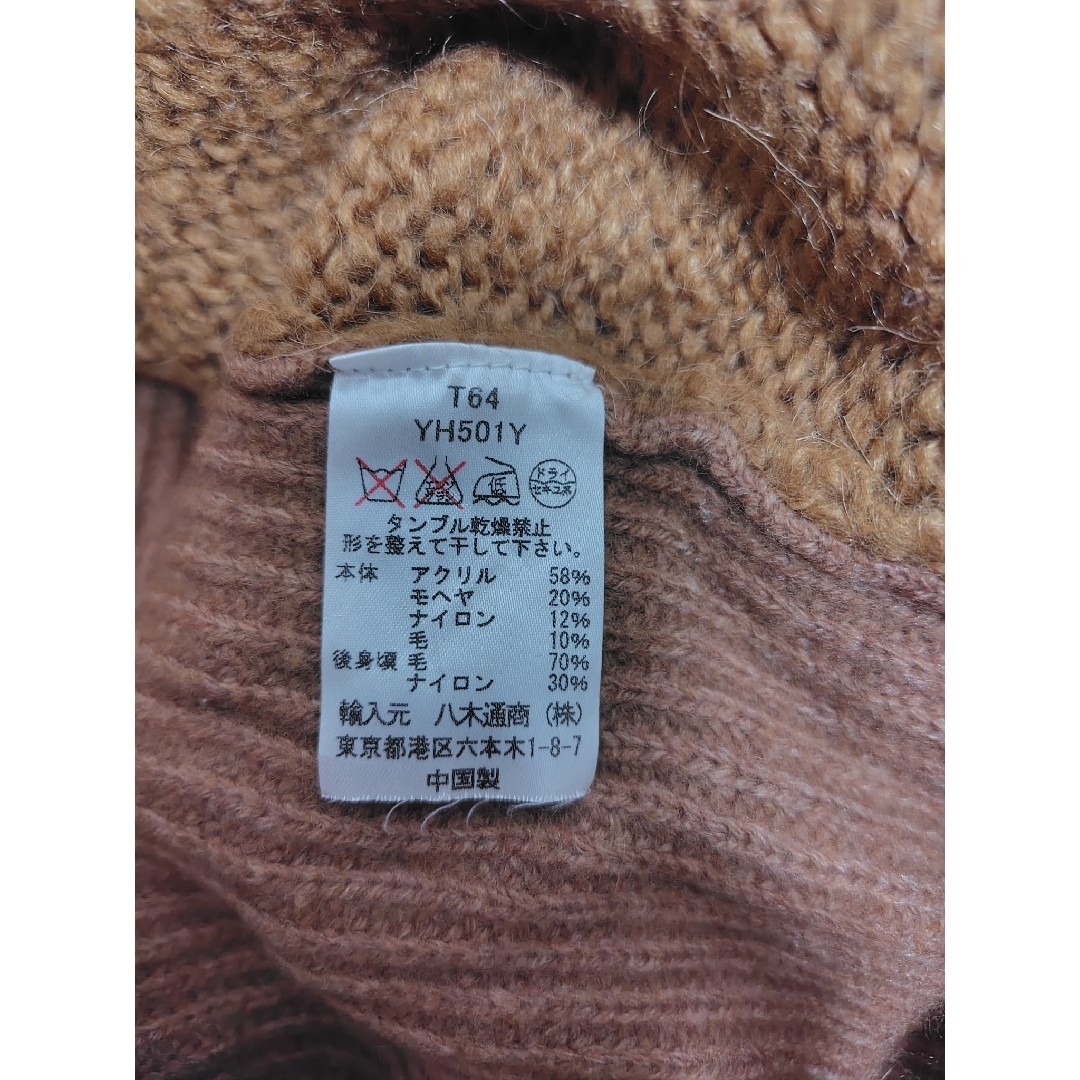 T64
YH501Y
低 ドライ
セキユ系
タンブル乾燥禁止
形を整えて干して下さい。
本体 アクリル 58%
モヘヤ 20%
ナイロン 12%
毛 10%
後身頃 毛 70%
ナイロン 30%
輸入元 八木通商(株)
東京都港区六本木1-8-7
中国製